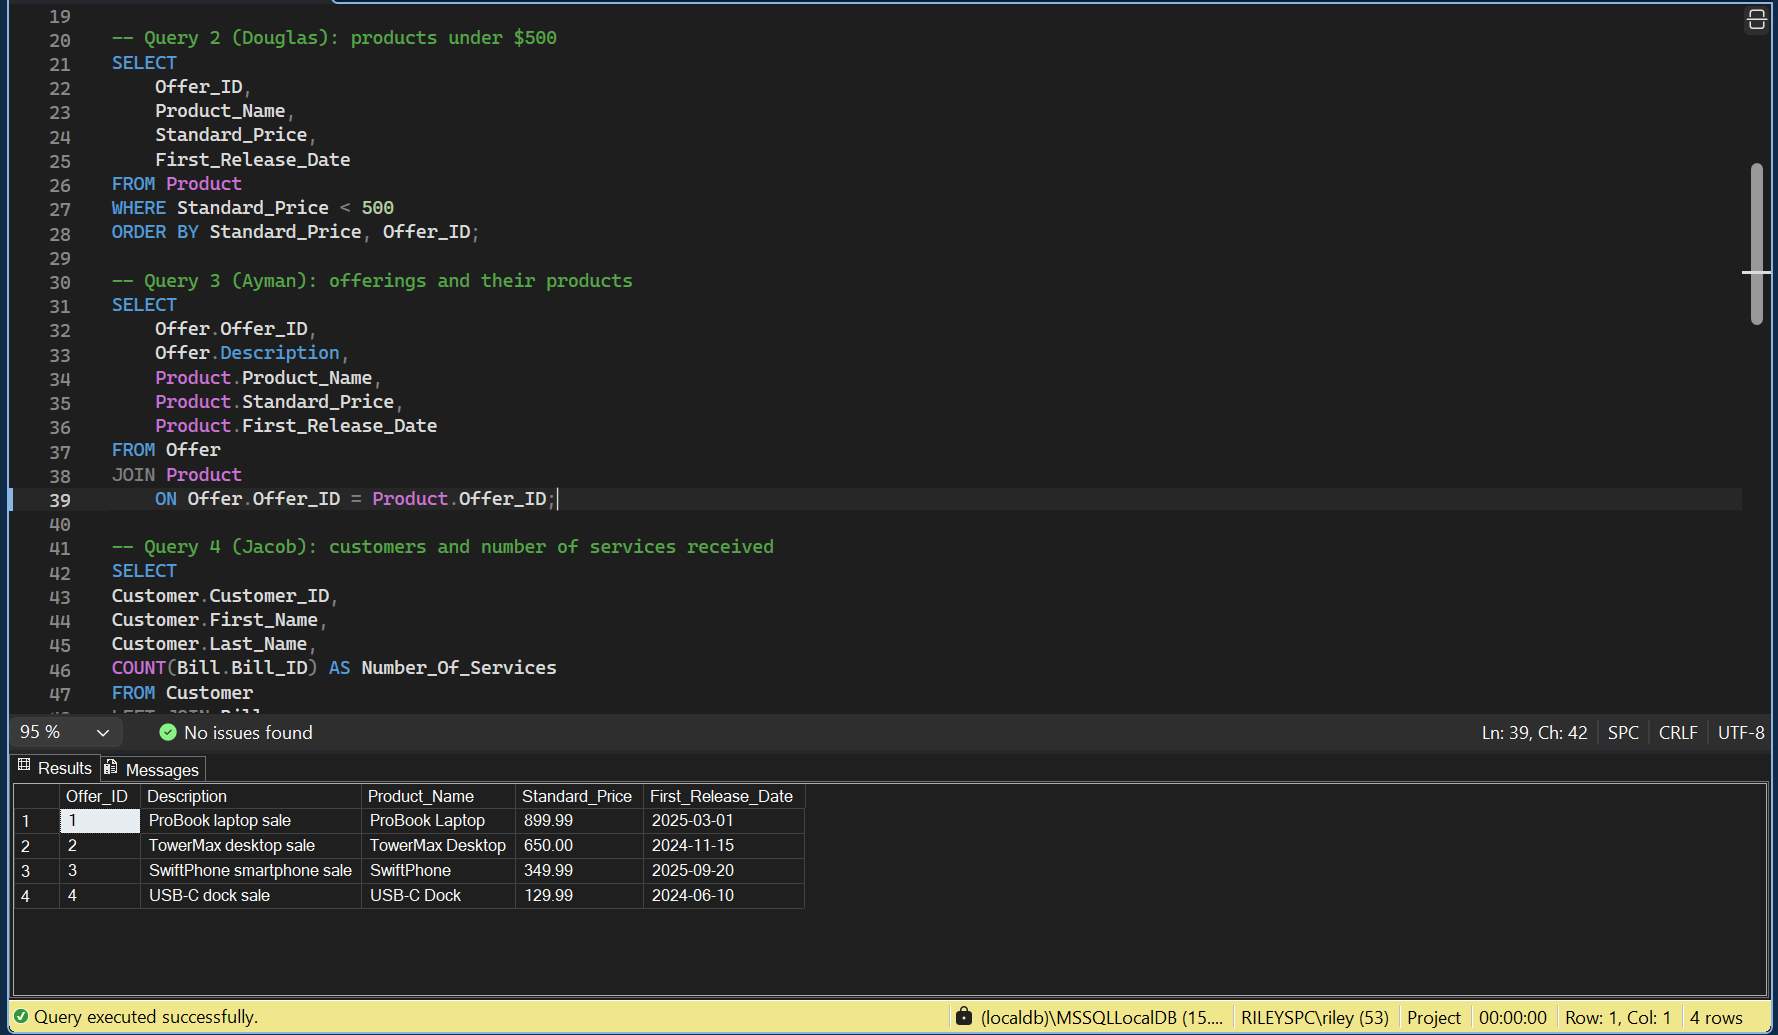 19
20 -- Query 2 (Douglas): products under $500
21 SELECT
22 Offer_ID,
23 Product_Name,
24 Standard_Price,
25 First_Release_Date
26 FROM Product
27 WHERE Standard_Price < 500
28 ORDER BY Standard_Price, Offer_ID;
29
30 -- Query 3 (Ayman): offerings and their products
31 SELECT
32 Offer.Offer_ID,
33 Offer.Description,
34 Product.Product_Name,
35 Product.Standard_Price,
36 Product.First_Release_Date
37 FROM Offer
38 JOIN Product
39 ON Offer.Offer_ID = Product.Offer_ID;
40
41 -- Query 4 (Jacob): customers and number of services received
42 SELECT
43 Customer.Customer_ID,
44 Customer.First_Name,
45 Customer.Last_Name,
46 COUNT(Bill.Bill_ID) AS Number_Of_Services
47 FROM Customer
LEFT JOIN Bill
95 % No issues found Ln: 39, Ch: 42 SPC CRLF UTF-8
Results Messages
Offer_ID Description Product_Name Standard_Price First_Release_Date
1 1 ProBook laptop sale ProBook Laptop 899.99 2025-03-01
2 2 TowerMax desktop sale TowerMax Desktop 650.00 2024-11-15
3 3 SwiftPhone smartphone sale SwiftPhone 349.99 2025-09-20
4 4 USB-C dock sale USB-C Dock 129.99 2024-06-10
Query executed successfully. (localdb)\MSSQLLocalDB (15.... RILEYSPC\riley (53) Project 00:00:00 Row: 1, Col: 1 4 rows